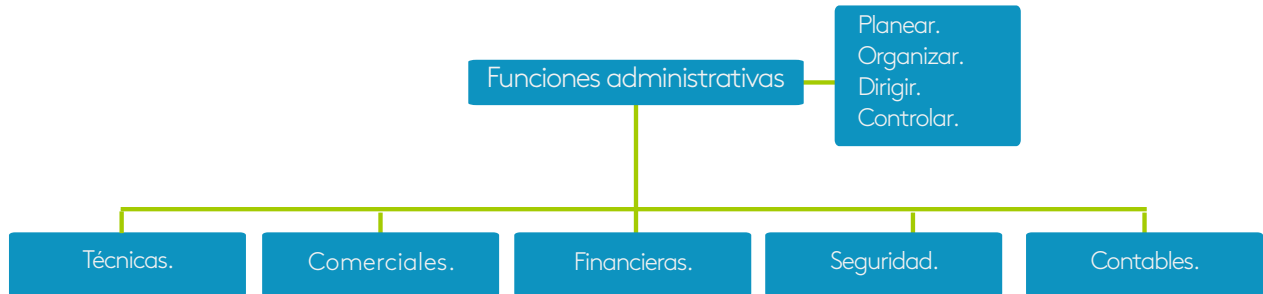 Funciones administrativas
Planear.
Organizar.
Dirigir.
Controlar.
Técnicas.
Comerciales.
Financieras.
Seguridad.
Contables.